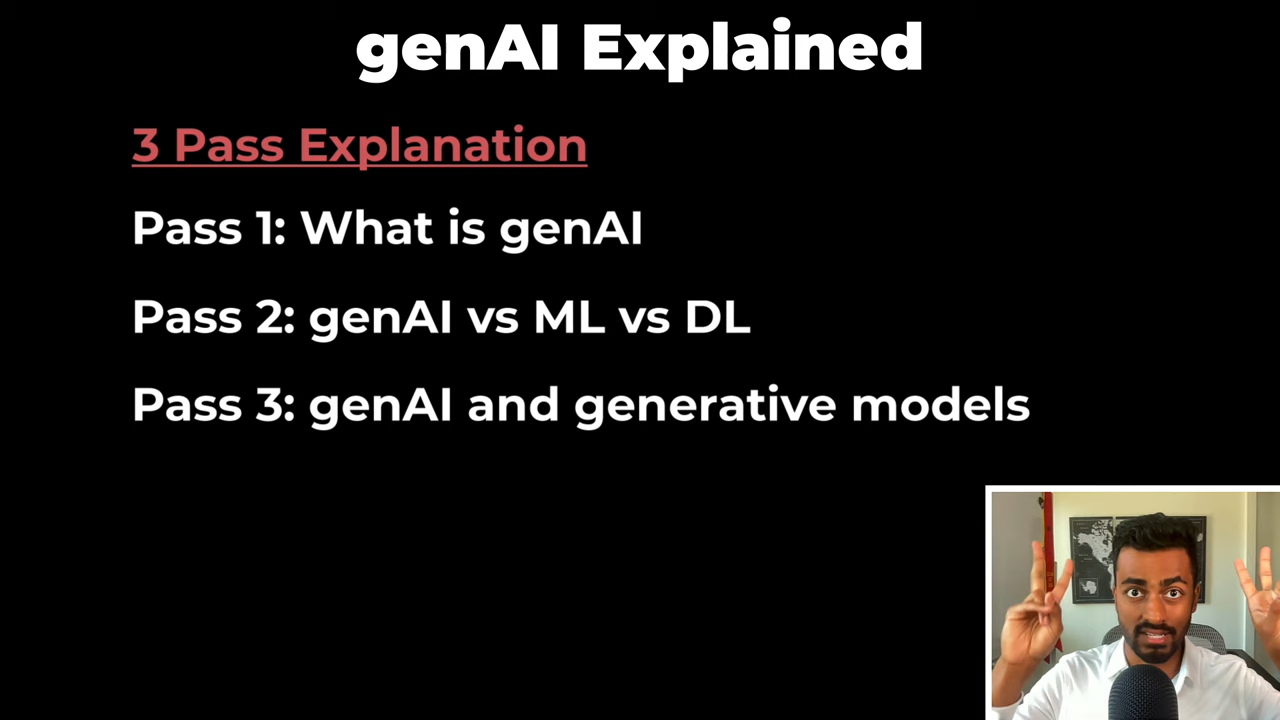 genAI Explained
3 Pass Explanation
Pass 1: What is genAI
Pass 2: genAI vs ML vs DL
Pass 3: genAI and generative models